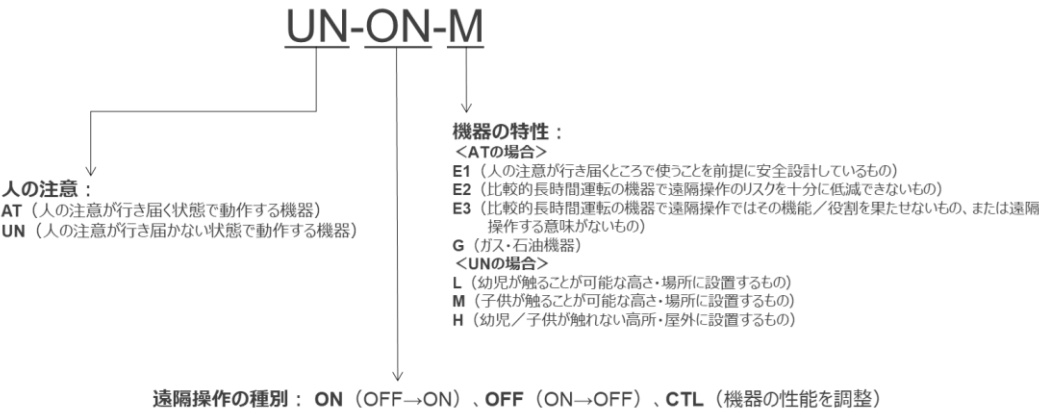 UN-ON-M
人の注意：
AT（人の注意が行き届く状態で動作する機器）
UN（人の注意が行き届かない状態で動作する機器）
機器の特性：
＜ATの場合＞
E1（人の注意が行き届くところで使うことを前提に安全設計しているもの）
E2（比較的長時間運転の機器で遠隔操作のリスクを十分に低減できないもの）
E3（比較的長時間運転の機器で遠隔操作ではその機能／役割を果たせないもの、または遠隔
操作する意味がないもの）
G（ガス・石油機器）
＜UNの場合＞
L（幼児が触ることが可能な高さ・場所に設置するもの）
M（子供が触ることが可能な高さ・場所に設置するもの）
H（幼児／子供が触れない高所・屋外に設置するもの）
遠隔操作の種別：ON（OFF→ON）、OFF（ON→OFF）、CTL（機器の性能を調整）